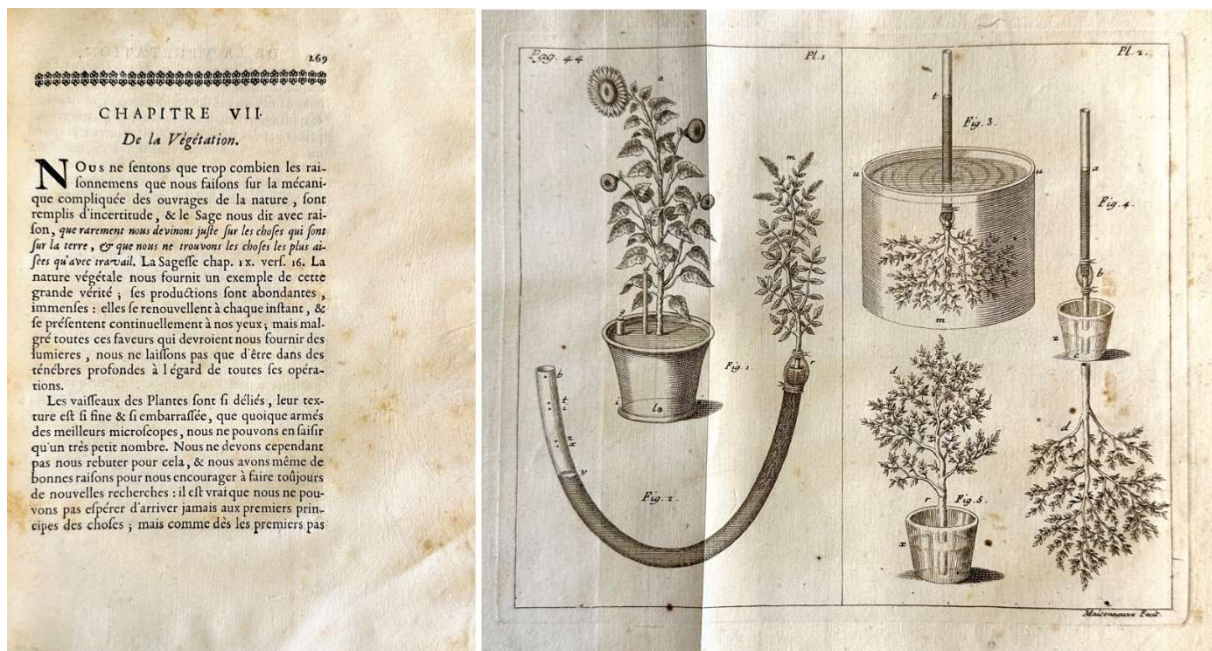 269
CHAPITRE VII.
De la Végétation.
NOus ne ſentons que trop combien les rai-
ſonnemens que nous faiſons ſur la mécani-
que compliquée des ouvrages de la nature, ſont
remplis d'incertitude, & le Sage nous dit avec rai-
ſon, que rarement nous devinons juſte ſur les choſes qui ſont
ſur la terre, & que nous ne trouvons les choſes les plus ai-
ſées qu'avec travail. La Sageſſe chap. IX. verſ. 16. La
nature végétale nous fournit un exemple de cette
grande vérité; ſes productions ſont abondantes,
immenſes : elles ſe renouvellent à chaque inſtant, &
ſe préſentent continuellement à nos yeux; mais mal-
gré toutes ces faveurs qui devroient nous fournir des
lumieres, nous ne laiſſons pas que d'être dans des
ténébres profondes à l'égard de toutes ſes opéra-
tions.
Les vaiſſeaux des Plantes ſont ſi déliés, leur tex-
ture eſt ſi fine & ſi embarraſſée, que quoique armés
des meilleurs microſcopes, nous ne pouvons en ſaiſir
qu'un très petit nombre. Nous ne devons cependant
pas nous rebuter pour cela, & nous avons même de
bonnes raiſons pour nous encourager à faire toûjours
de nouvelles recherches : il eſt vrai que nous ne pou-
vons pas eſpérer d'arriver jamais aux premiers prin-
cipes des choſes; mais comme dès les premiers pas
Pag. 44
Pl. 1
a
m
Fig. 1.
r
b
t
i
z
x
y
i
l
Fig. 2.
Pl. 2.
t
Fig. 3.
u
u
m
a
Fig. 4.
b
z
c
d
r
Fig. 5.
x
d
Maisonneuve Fecit.